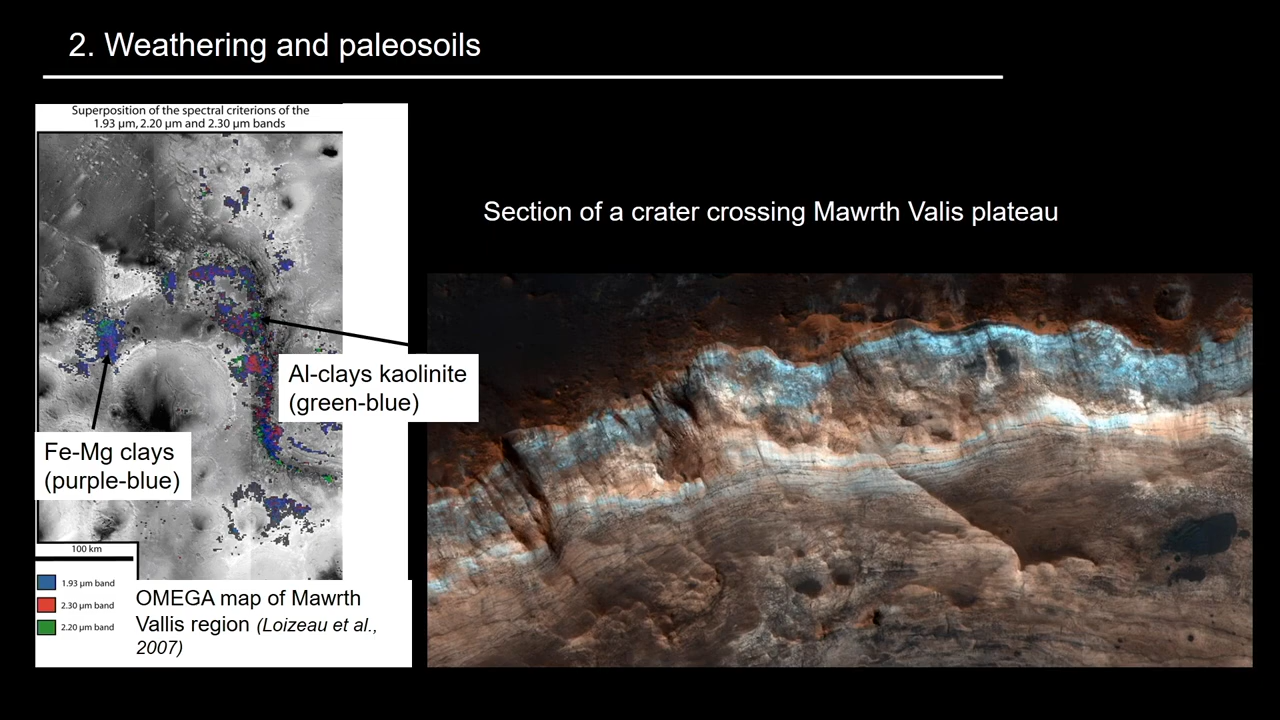 2. Weathering and paleosoils
Superposition of the spectral criterions of the
1.93 µm, 2.20 µm and 2.30 µm bands
Section of a crater crossing Mawrth Valis plateau
Al-clays kaolinite
(green-blue)
Fe-Mg clays
(purple-blue)
100 km
1.93 µm band
2.30 µm band
2.20 µm band
OMEGA map of Mawrth
Vallis region (Loizeau et al.,
2007)